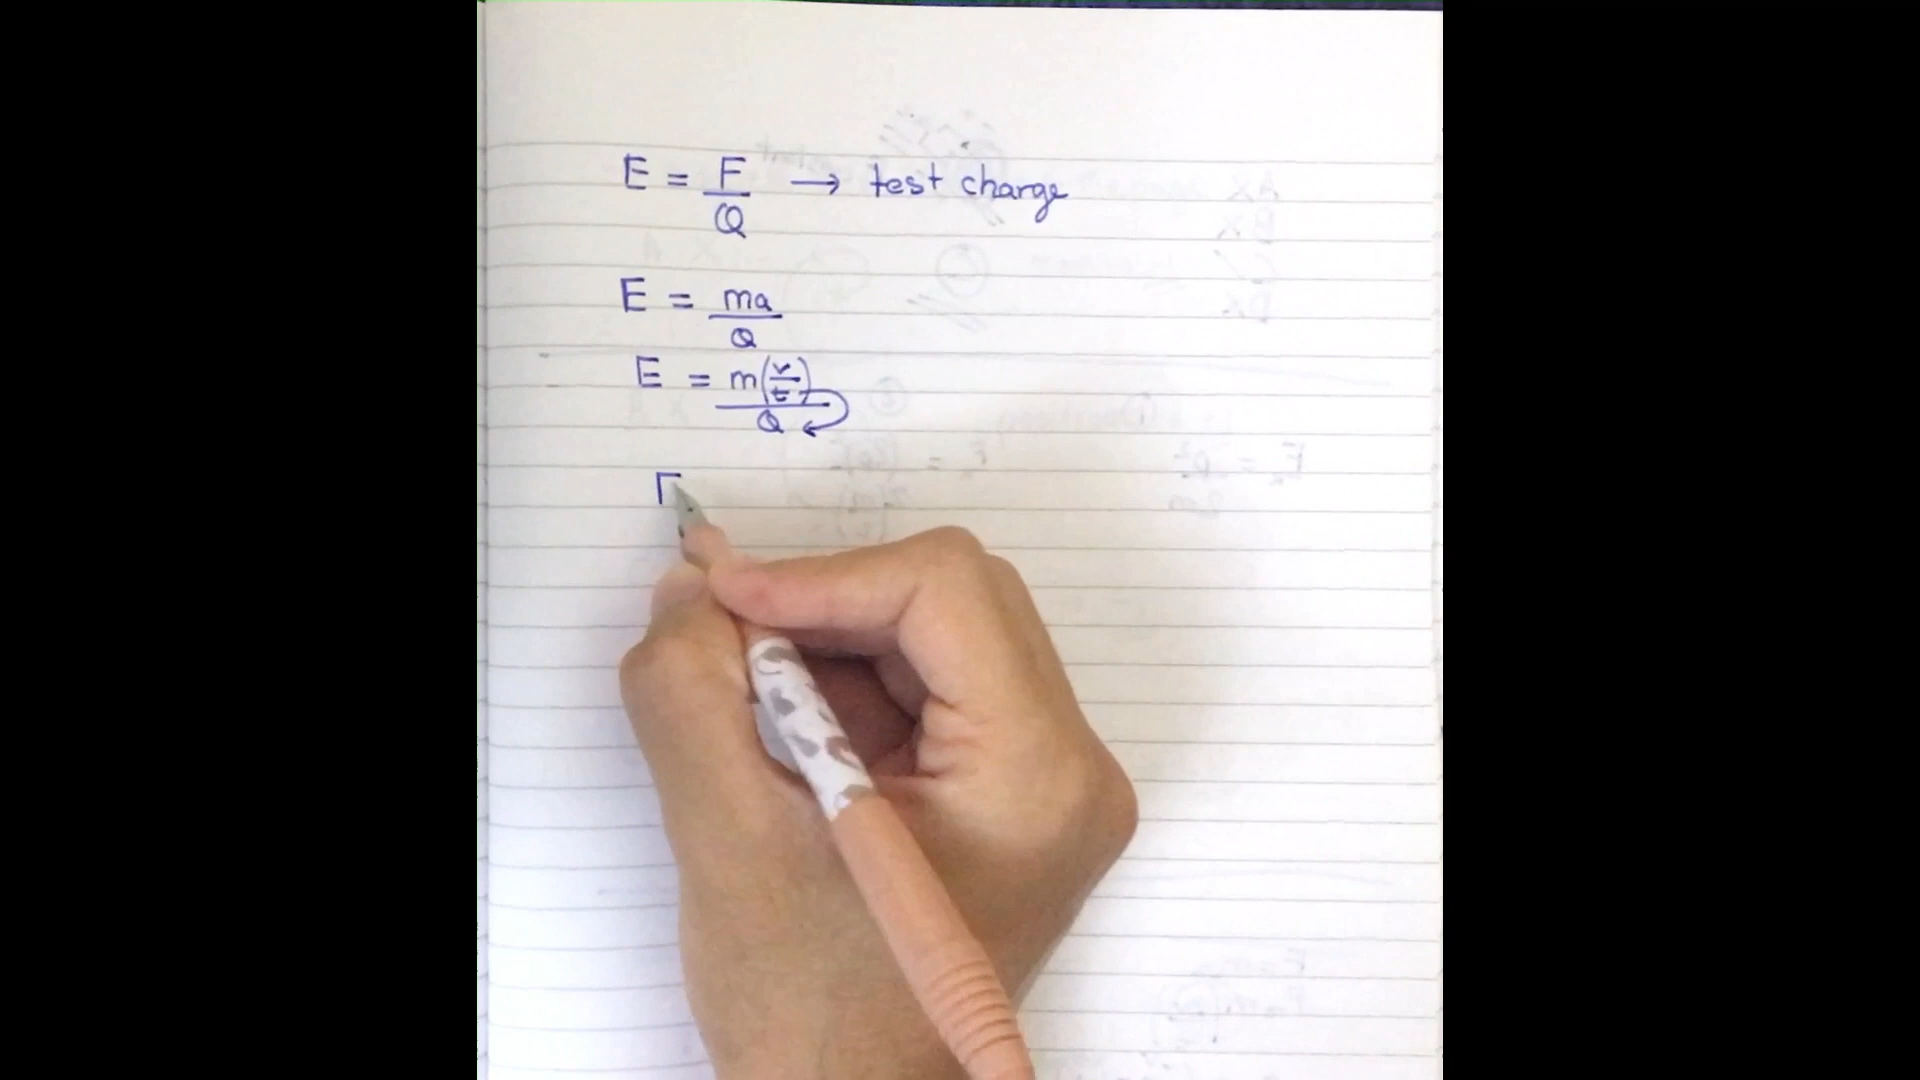 E = F/Q → test charge
E = ma/Q
E = m(v/t)/Q